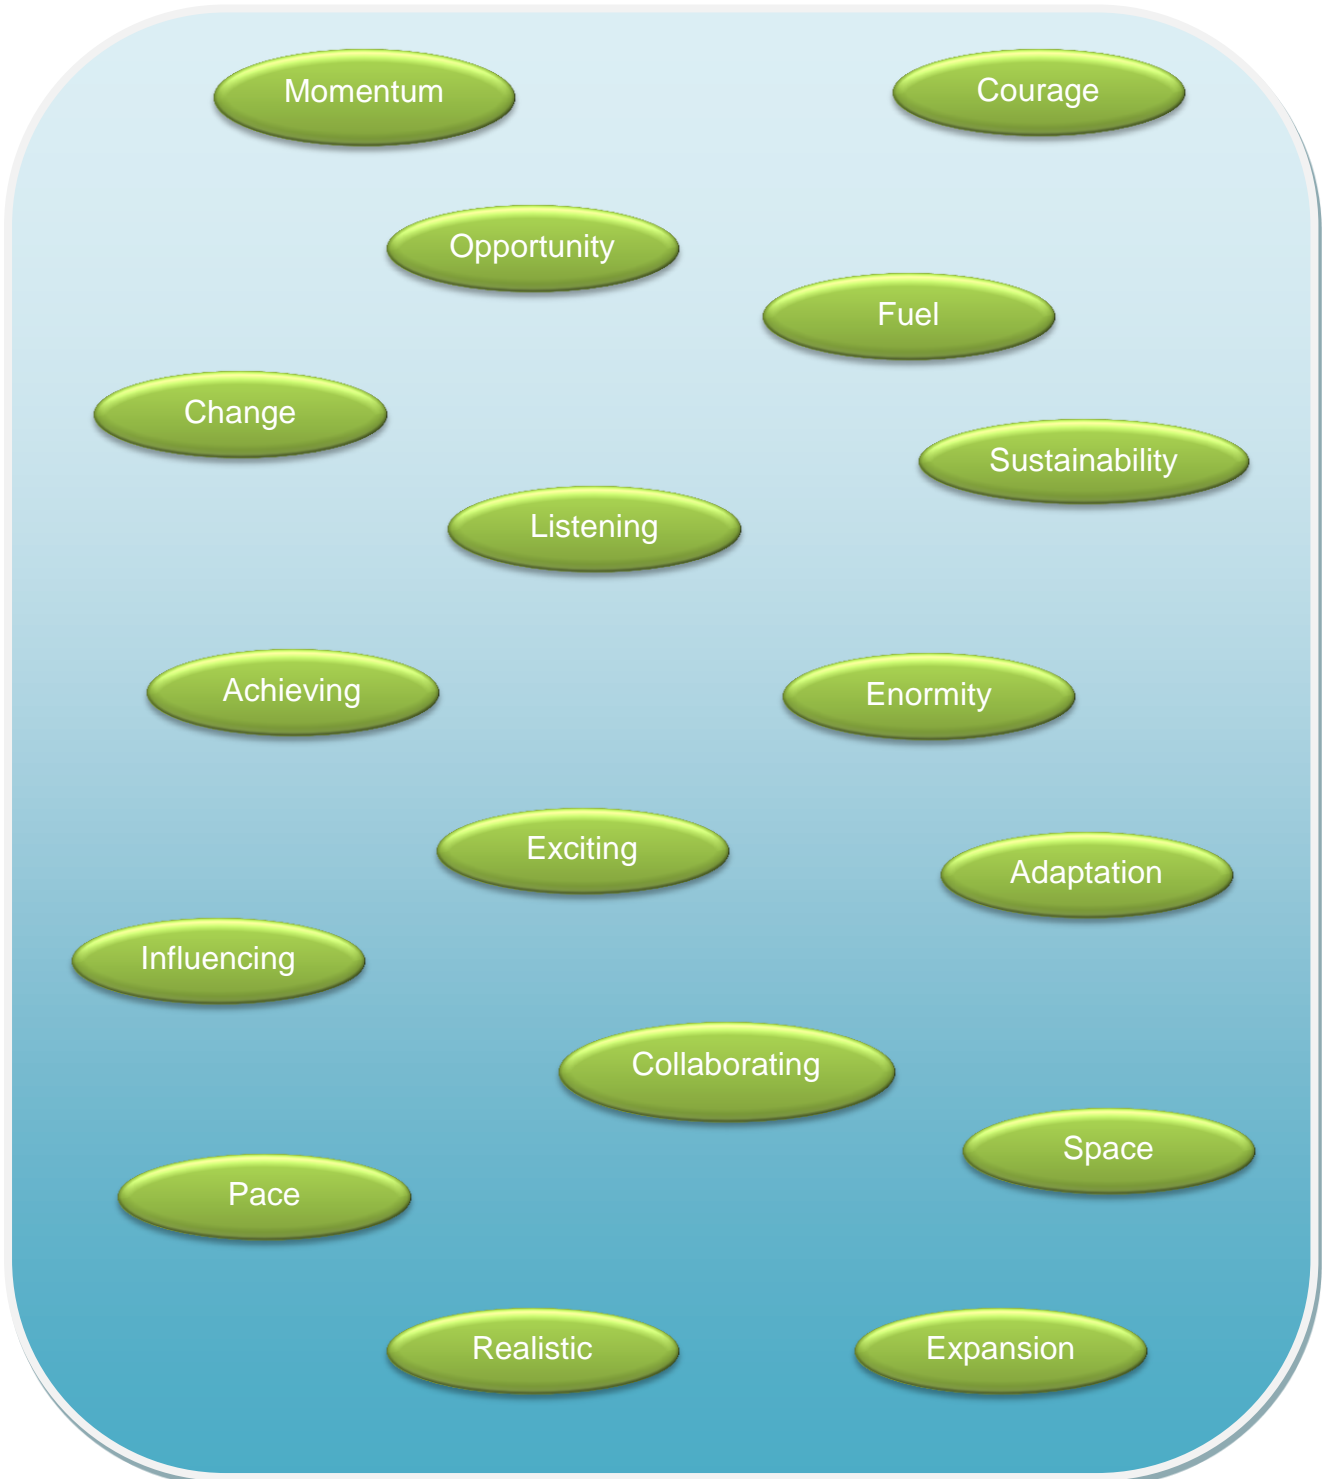 Momentum
Courage
Opportunity
Fuel
Change
Sustainability
Listening
Achieving
Enormity
Exciting
Adaptation
Influencing
Collaborating
Space
Pace
Realistic
Expansion